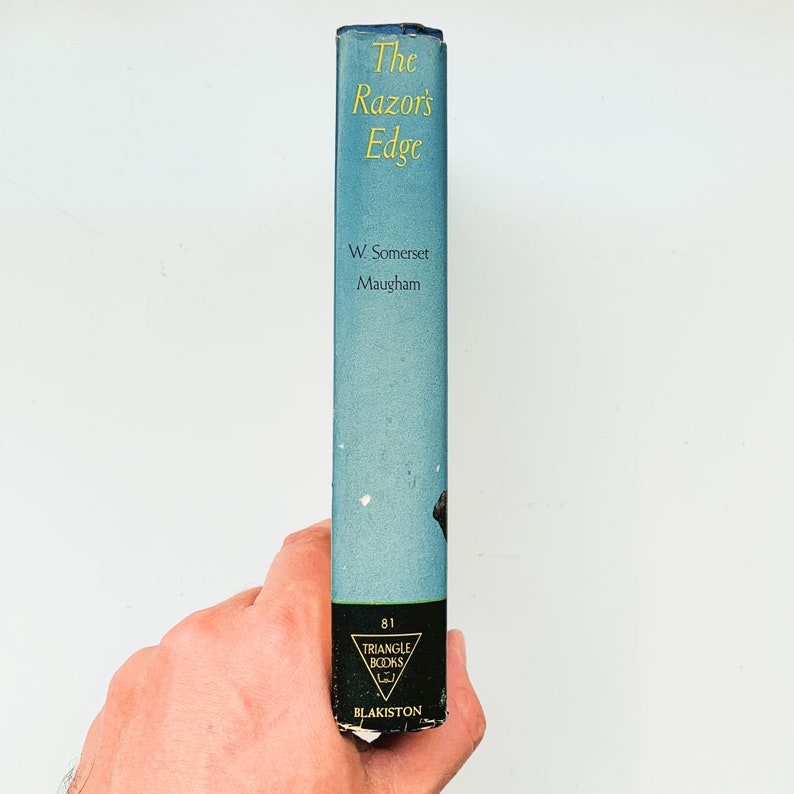 The
Razor's
Edge
W. Somerset
Maugham
81
TRIANGLE
BOOKS
BLAKISTON